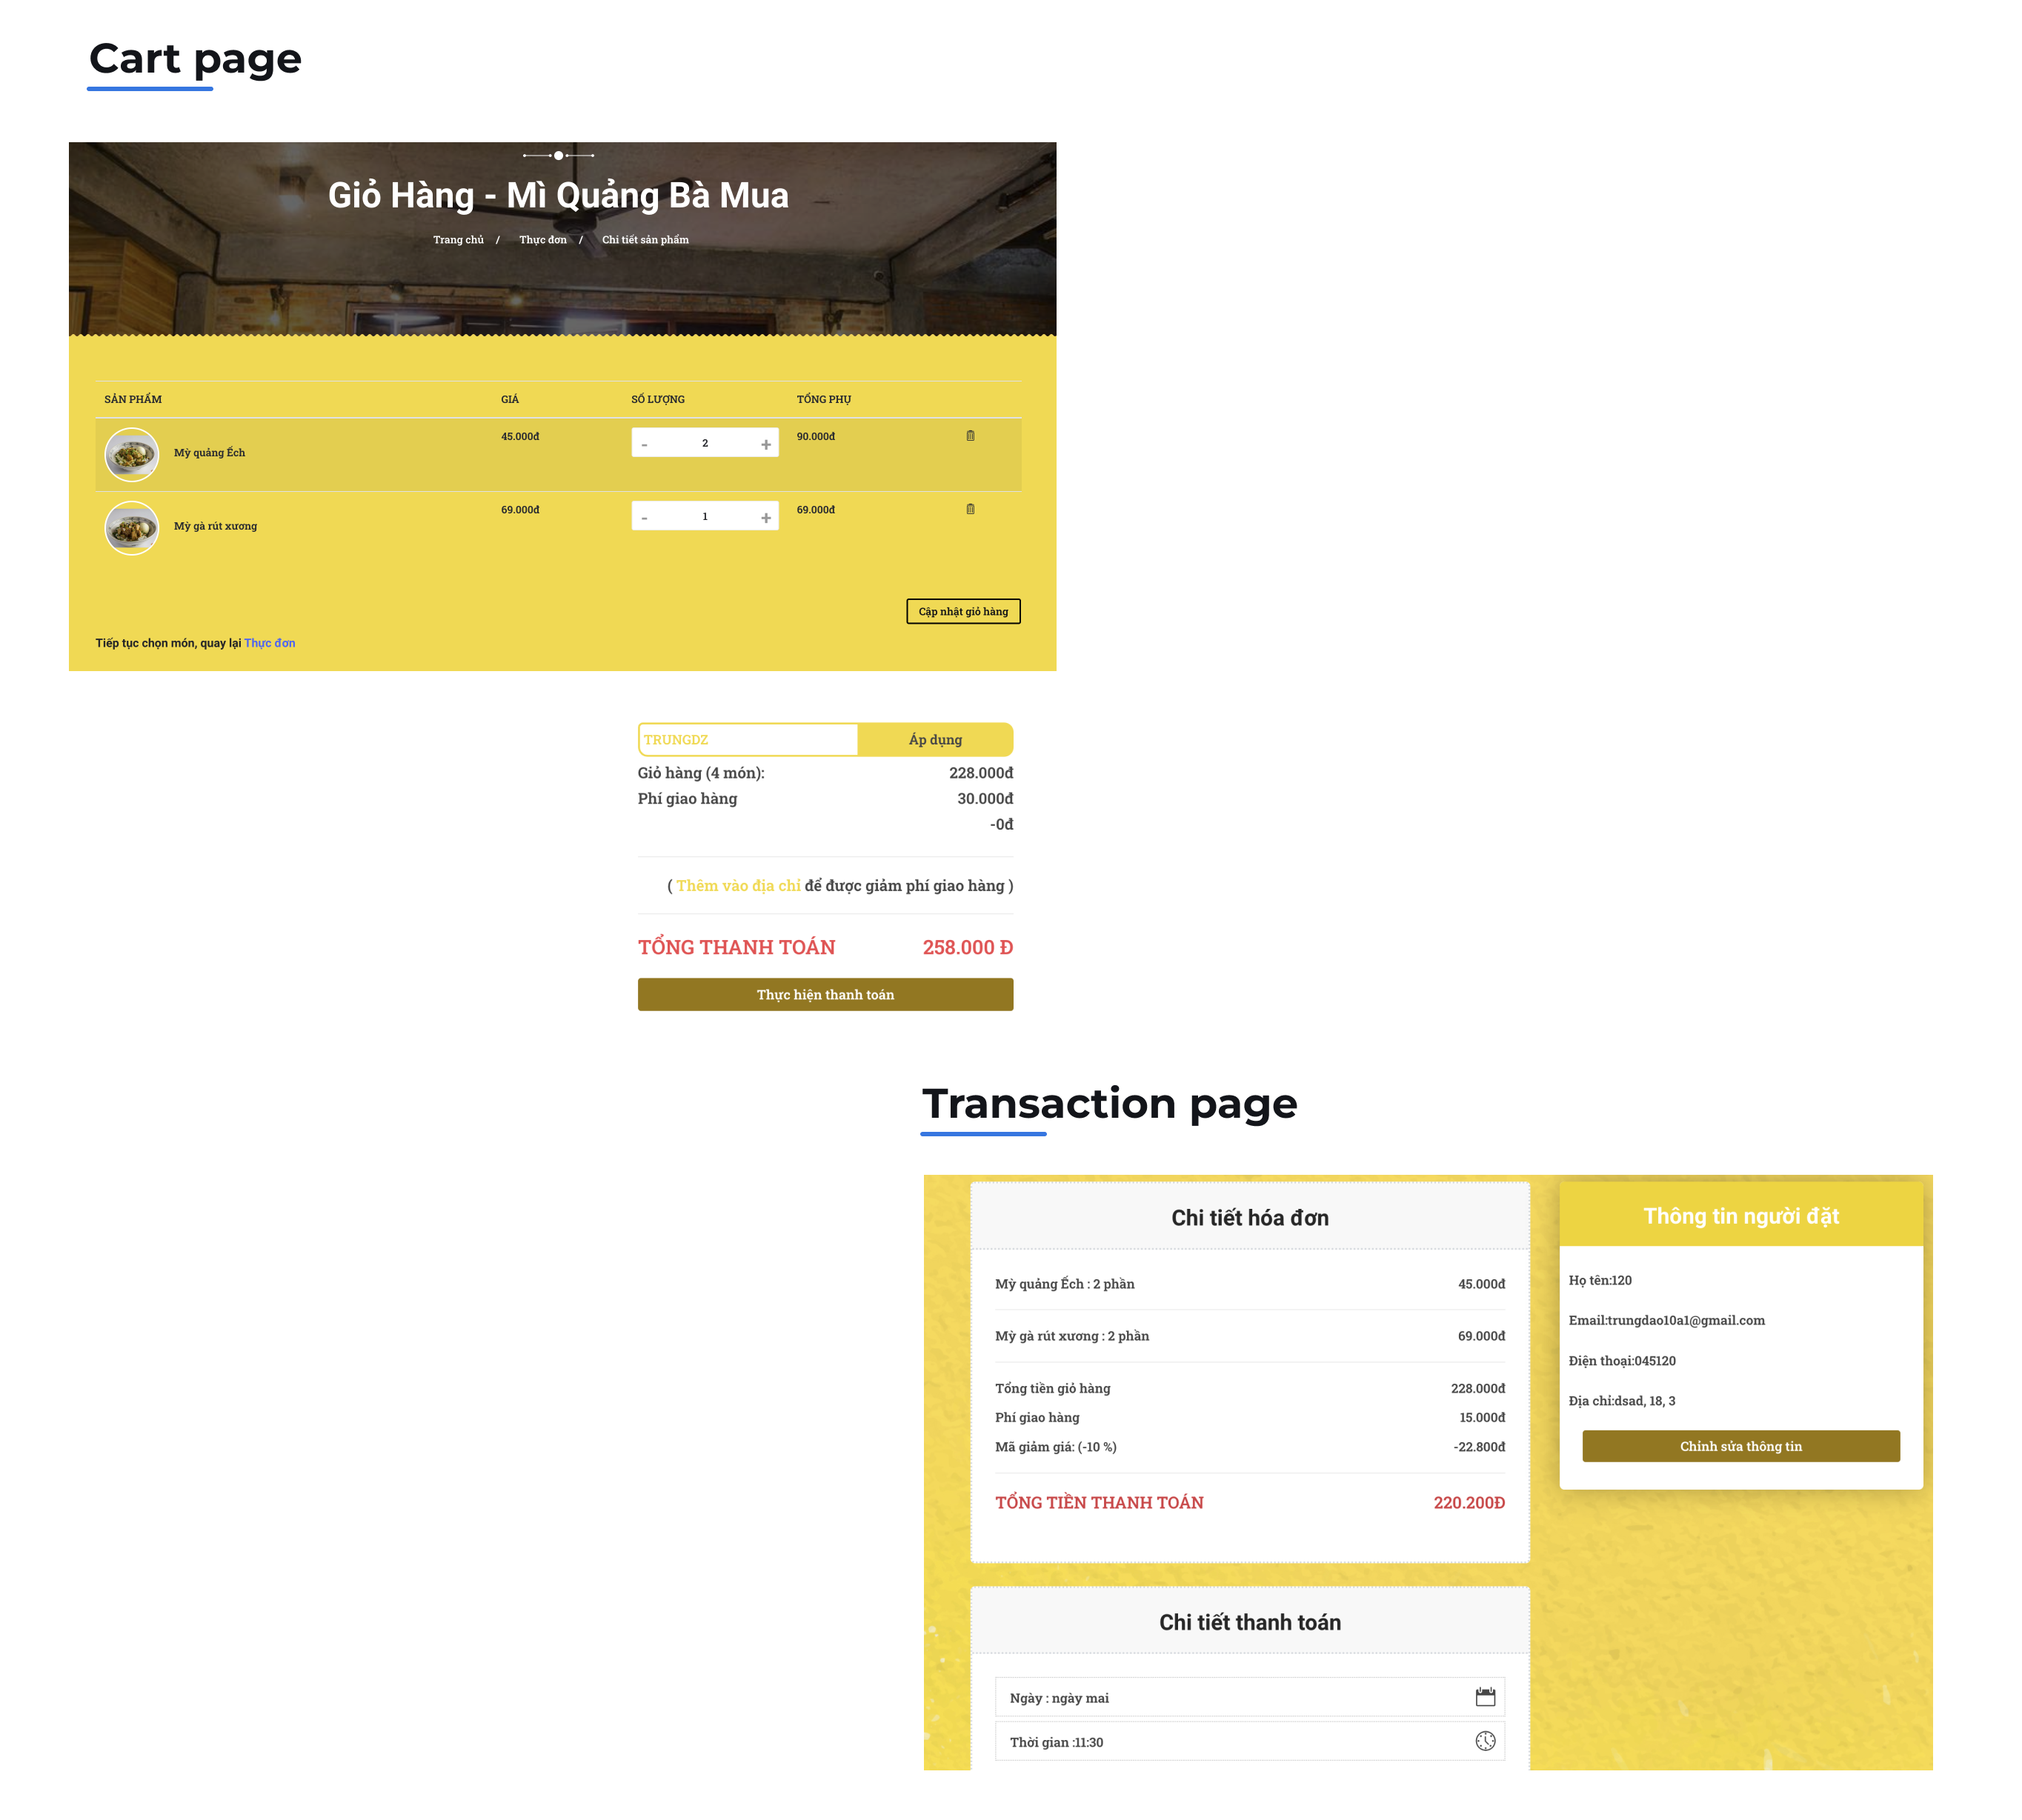 Cart page
Giỏ Hàng - Mì Quảng Bà Mua
Trang chủ / Thực đơn / Chi tiết sản phẩm
SẢN PHẨM GIÁ SỐ LƯỢNG TỔNG PHỤ
Mỳ quảng Ếch 45.000đ - 2 + 90.000đ
Mỳ gà rút xương 69.000đ - 1 + 69.000đ
Cập nhật giỏ hàng
Tiếp tục chọn món, quay lại Thực đơn
TRUNGDZ Áp dụng
Giỏ hàng (4 món): 228.000đ
Phí giao hàng 30.000đ
-0đ
( Thêm vào địa chỉ để được giảm phí giao hàng )
TỔNG THANH TOÁN 258.000 Đ
Thực hiện thanh toán
Transaction page
Chi tiết hóa đơn
Mỳ quảng Ếch : 2 phần 45.000đ
Mỳ gà rút xương : 2 phần 69.000đ
Tổng tiền giỏ hàng 228.000đ
Phí giao hàng 15.000đ
Mã giảm giá: (-10 %) -22.800đ
TỔNG TIỀN THANH TOÁN 220.200Đ
Thông tin người đặt
Họ tên:120
Email:trungdao10a1@gmail.com
Điện thoại:045120
Địa chỉ:dsad, 18, 3
Chỉnh sửa thông tin
Chi tiết thanh toán
Ngày : ngày mai
Thời gian :11:30